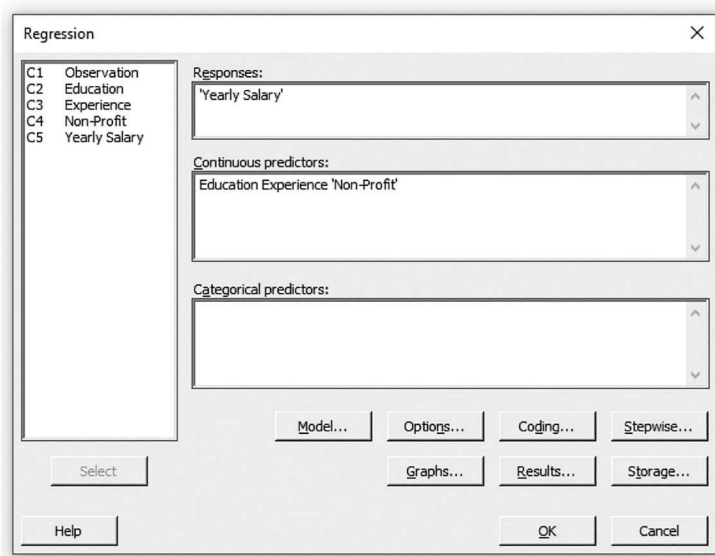 Regression
C1 Observation
C2 Education
C3 Experience
C4 Non-Profit
C5 Yearly Salary
Responses:
'Yearly Salary'
Continuous predictors:
Education Experience 'Non-Profit'
Categorical predictors:
Model...
Options...
Coding...
Stepwise...
Select
Graphs...
Results...
Storage...
Help
OK
Cancel